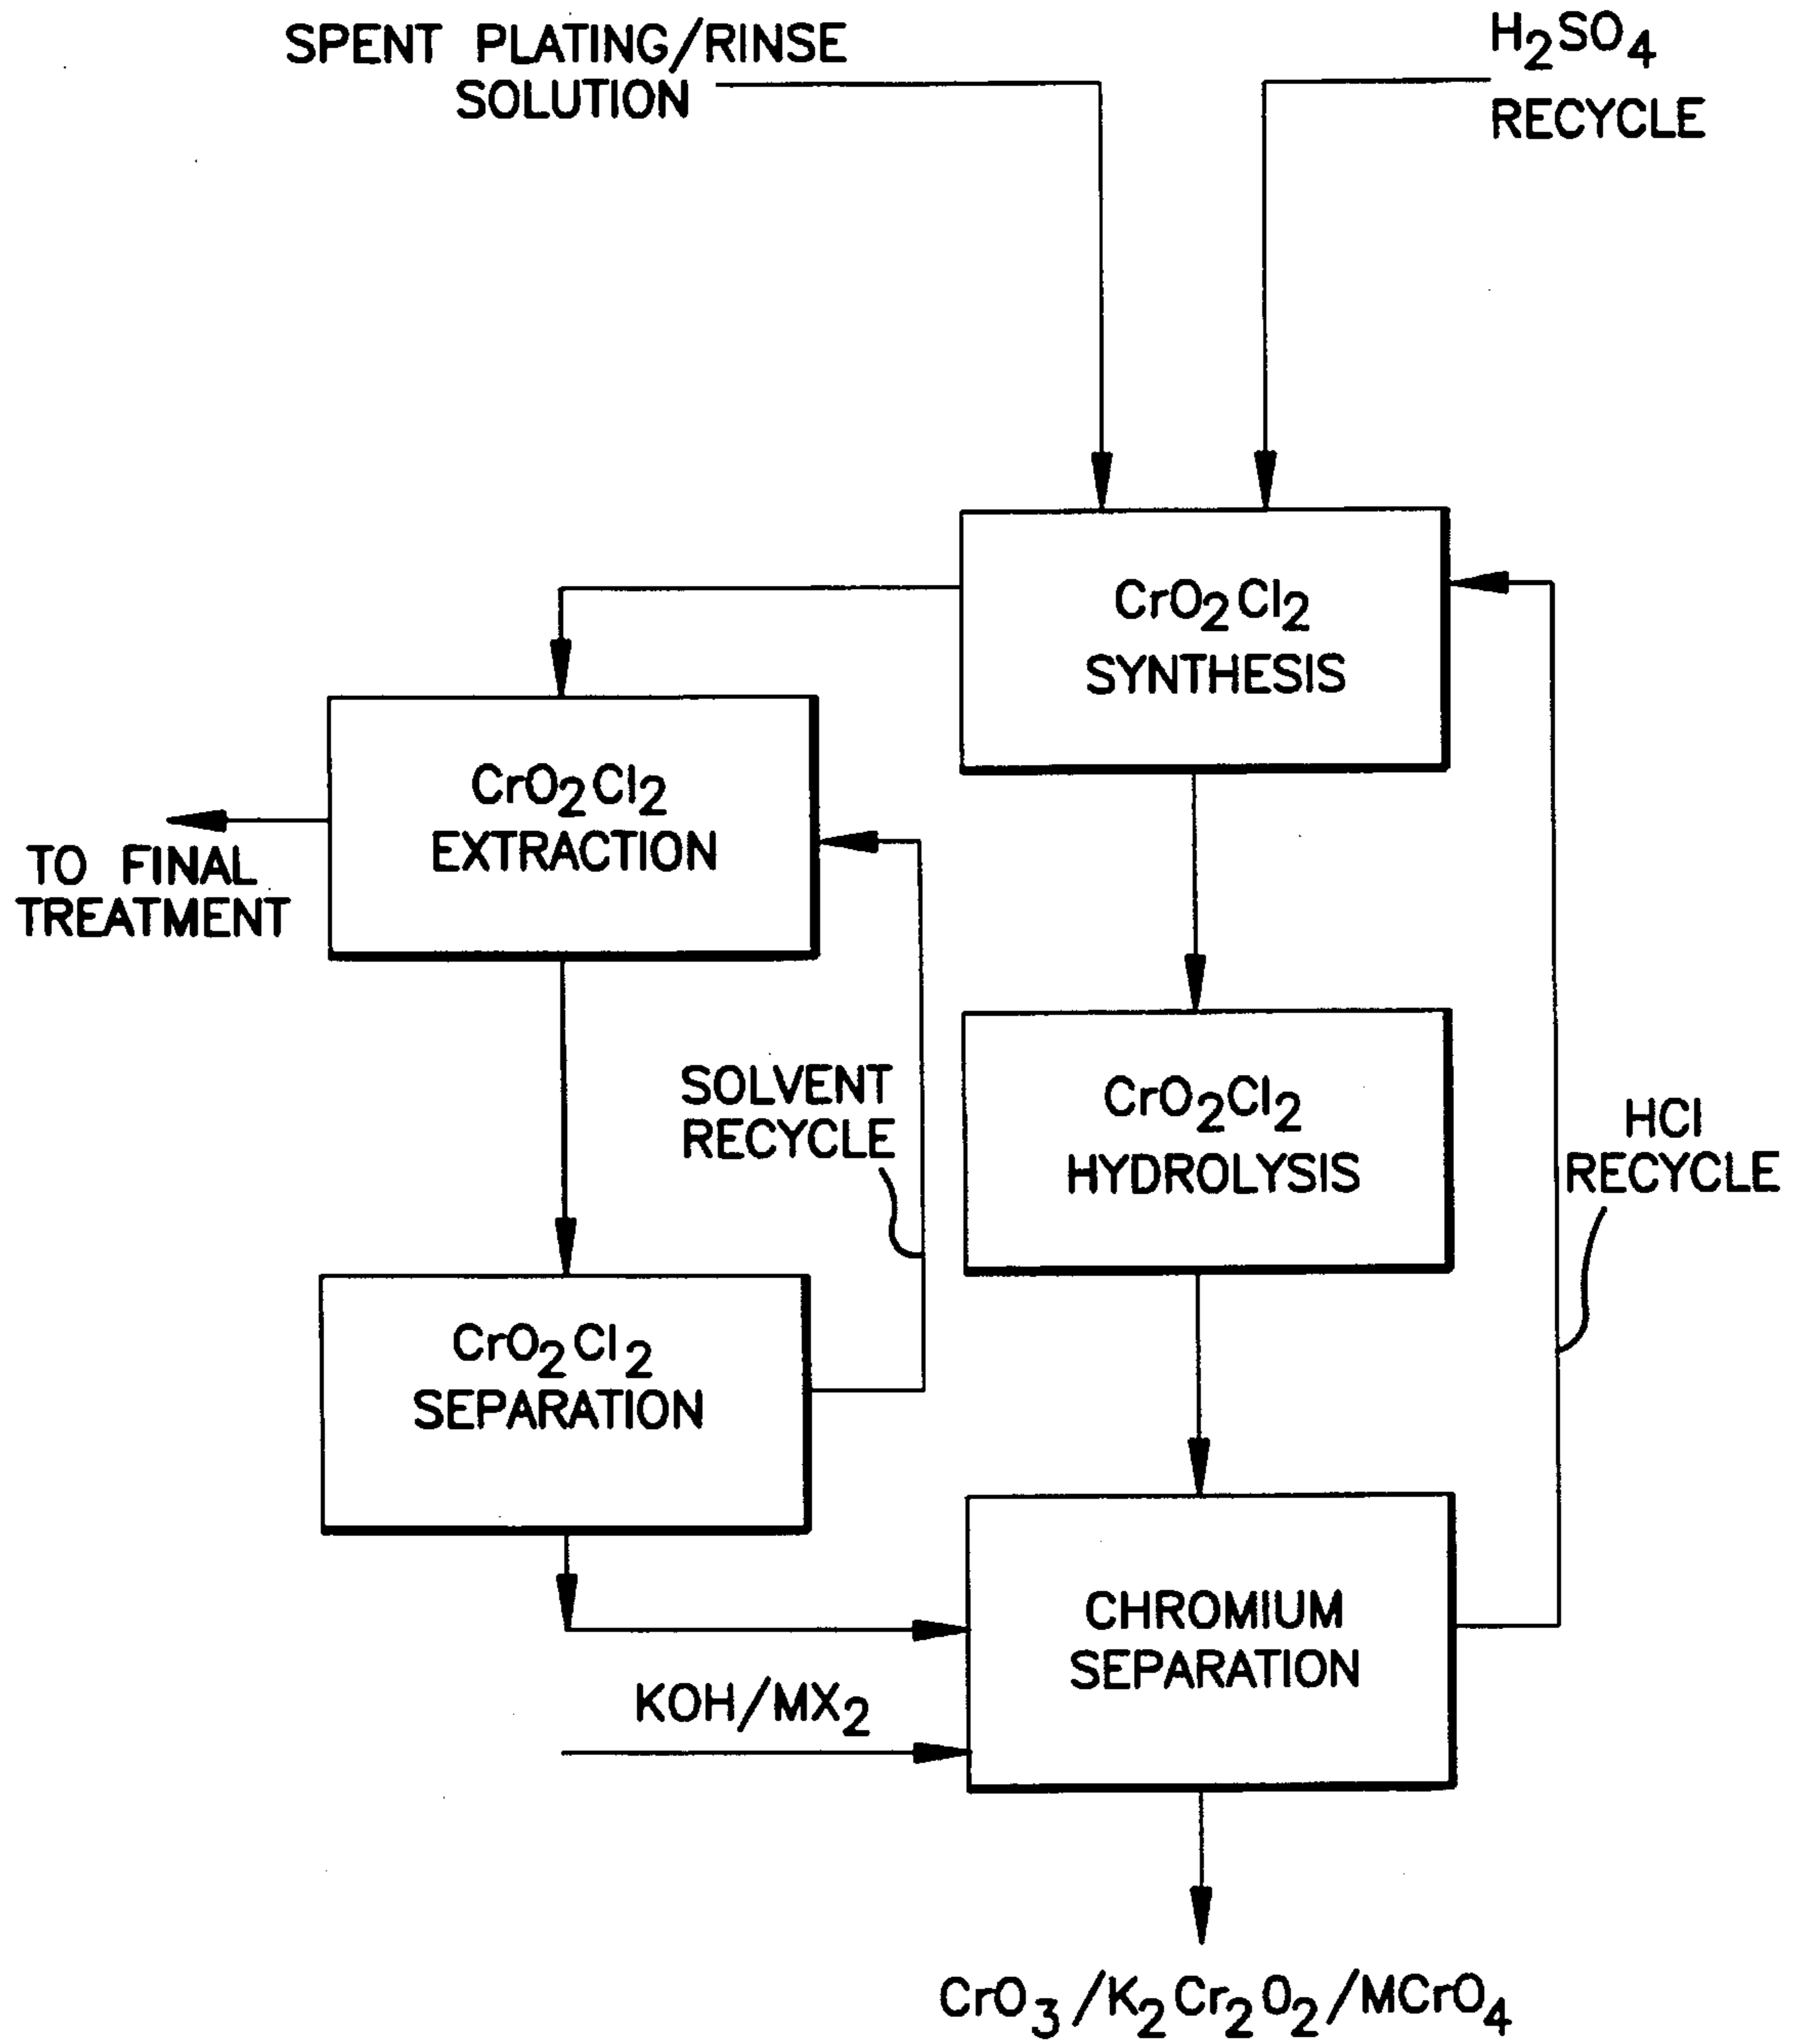 SPENT PLATING/RINSE
SOLUTION
H₂SO₄
RECYCLE
CrO₂Cl₂
SYNTHESIS
CrO₂Cl₂
EXTRACTION
TO FINAL
TREATMENT
SOLVENT
RECYCLE
CrO₂Cl₂
HYDROLYSIS
HCl
RECYCLE
CrO₂Cl₂
SEPARATION
CHROMIUM
SEPARATION
KOH/MX₂
CrO₃/K₂Cr₂O₂/MCrO₄